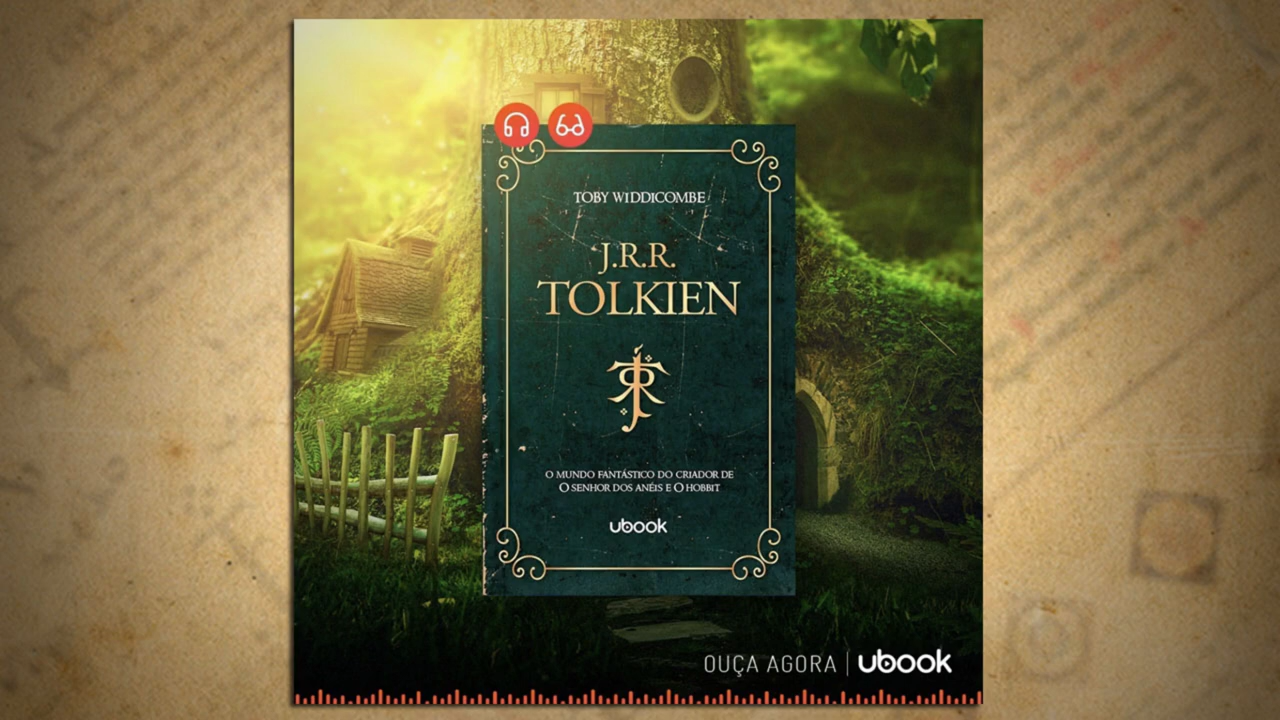 TOBY WIDDICOMBE
J.R.R.
TOLKIEN
O MUNDO FANTÁSTICO DO CRIADOR DE
O SENHOR DOS ANÉIS E O HOBBIT
ubook
OUÇA AGORA | ubook